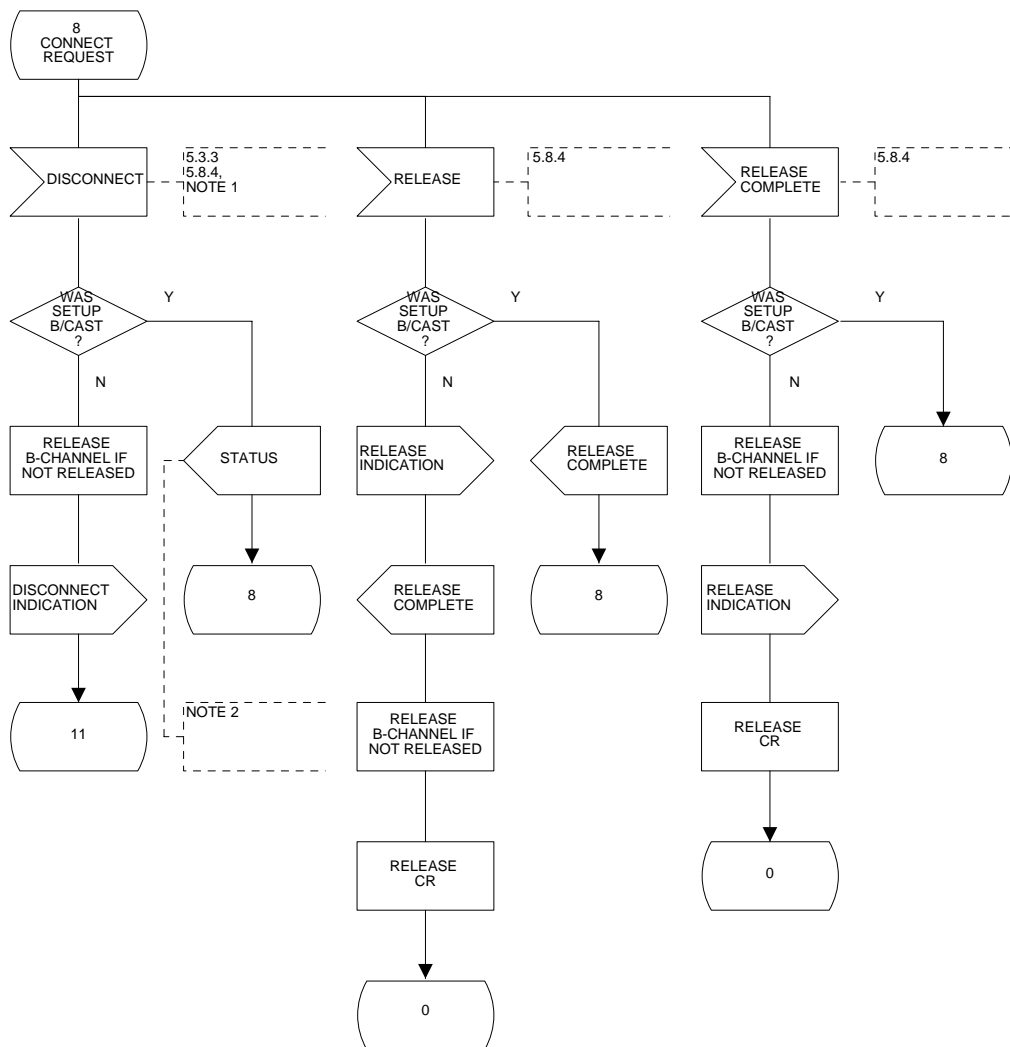 8
CONNECT
REQUEST
DISCONNECT
5.3.3
5.8.4,
NOTE 1
RELEASE
5.8.4
RELEASE
COMPLETE
5.8.4
WAS
SETUP
B/CAST
?
Y
N
WAS
SETUP
B/CAST
?
Y
N
WAS
SETUP
B/CAST
?
Y
N
RELEASE
B-CHANNEL IF
NOT RELEASED
STATUS
RELEASE
INDICATION
RELEASE
COMPLETE
RELEASE
B-CHANNEL IF
NOT RELEASED
8
DISCONNECT
INDICATION
8
RELEASE
COMPLETE
8
RELEASE
INDICATION
11
NOTE 2
RELEASE
B-CHANNEL IF
NOT RELEASED
RELEASE
CR
RELEASE
CR
0
0